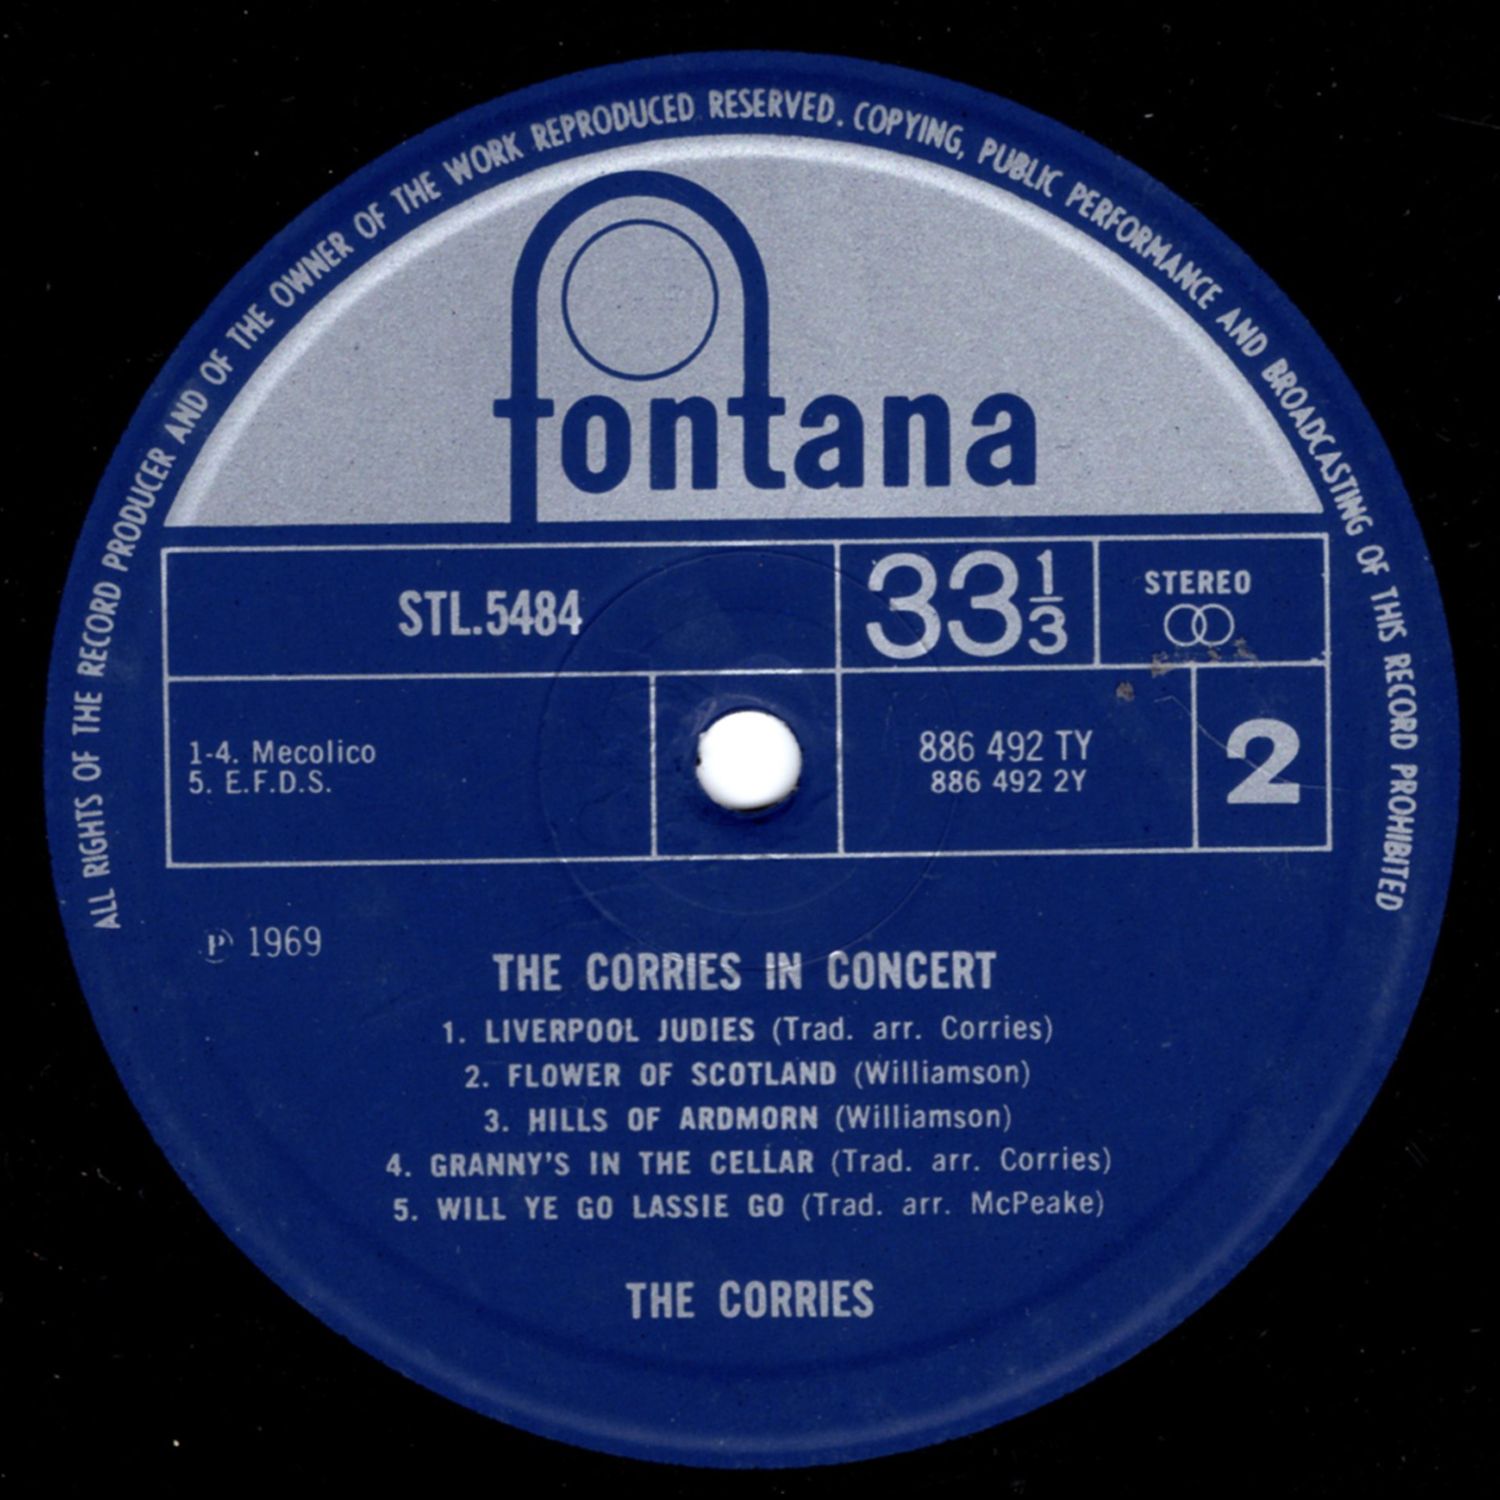 ALL RIGHTS OF THE RECORD PRODUCER AND OF THE OWNER OF THE WORK REPRODUCED RESERVED. COPYING, PUBLIC PERFORMANCE AND BROADCASTING OF THIS RECORD PROHIBITED
fontana
STL.5484
33 1/3
STEREO
1-4. Mecolico
5. E.F.D.S.
886 492 TY
886 492 2Y
2
℗ 1969
THE CORRIES IN CONCERT
1. LIVERPOOL JUDIES (Trad. arr. Corries)
2. FLOWER OF SCOTLAND (Williamson)
3. HILLS OF ARDMORN (Williamson)
4. GRANNY'S IN THE CELLAR (Trad. arr. Corries)
5. WILL YE GO LASSIE GO (Trad. arr. McPeake)
THE CORRIES